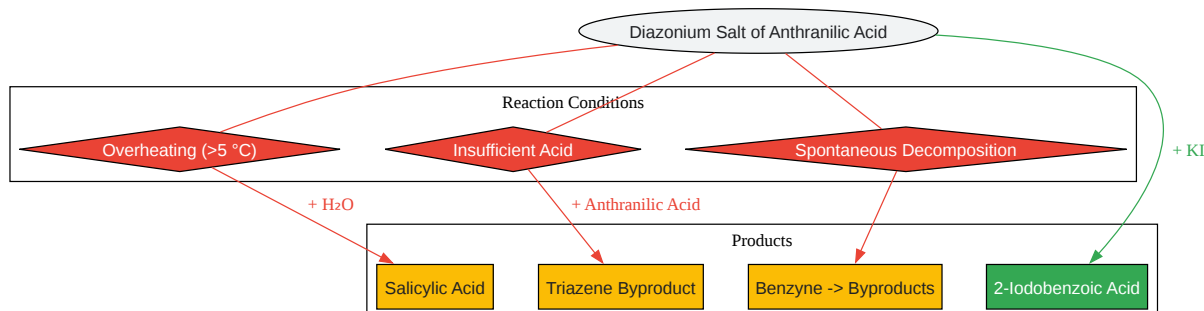 Diazonium Salt of Anthranilic Acid
Reaction Conditions
Overheating (>5 °C)
Insufficient Acid
Spontaneous Decomposition
+ KI
+ H₂O
+ Anthranilic Acid
Products
Salicylic Acid
Triazene Byproduct
Benzyne -> Byproducts
2-Iodobenzoic Acid